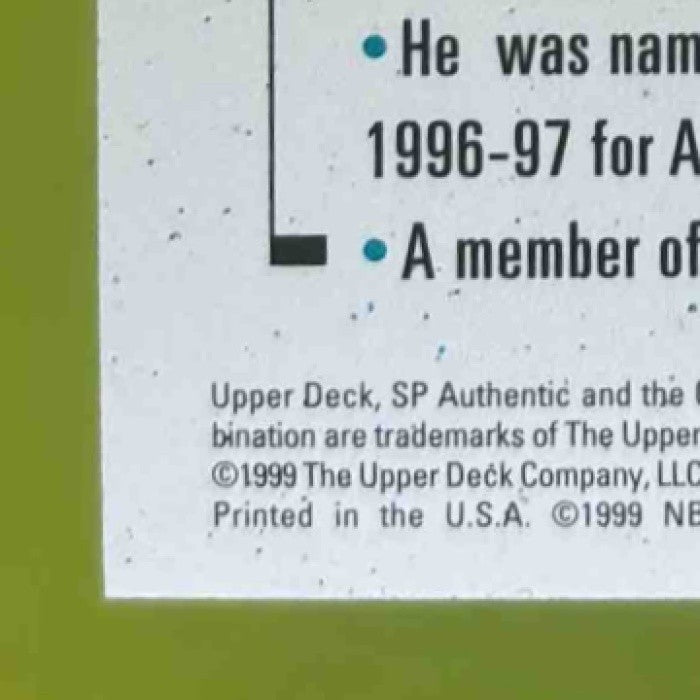 • He was nam
1996-97 for A
• A member of
Upper Deck, SP Authentic and the
bination are trademarks of The Upper
©1999 The Upper Deck Company, LLC
Printed in the U.S.A. ©1999 NB